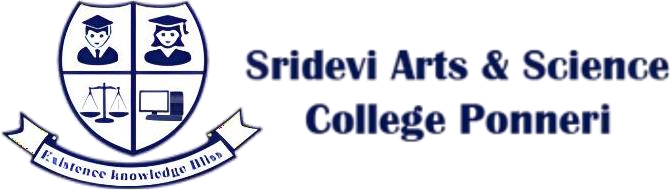 Sridevi Arts & Science
College Ponneri
Existence knowledge Bliss